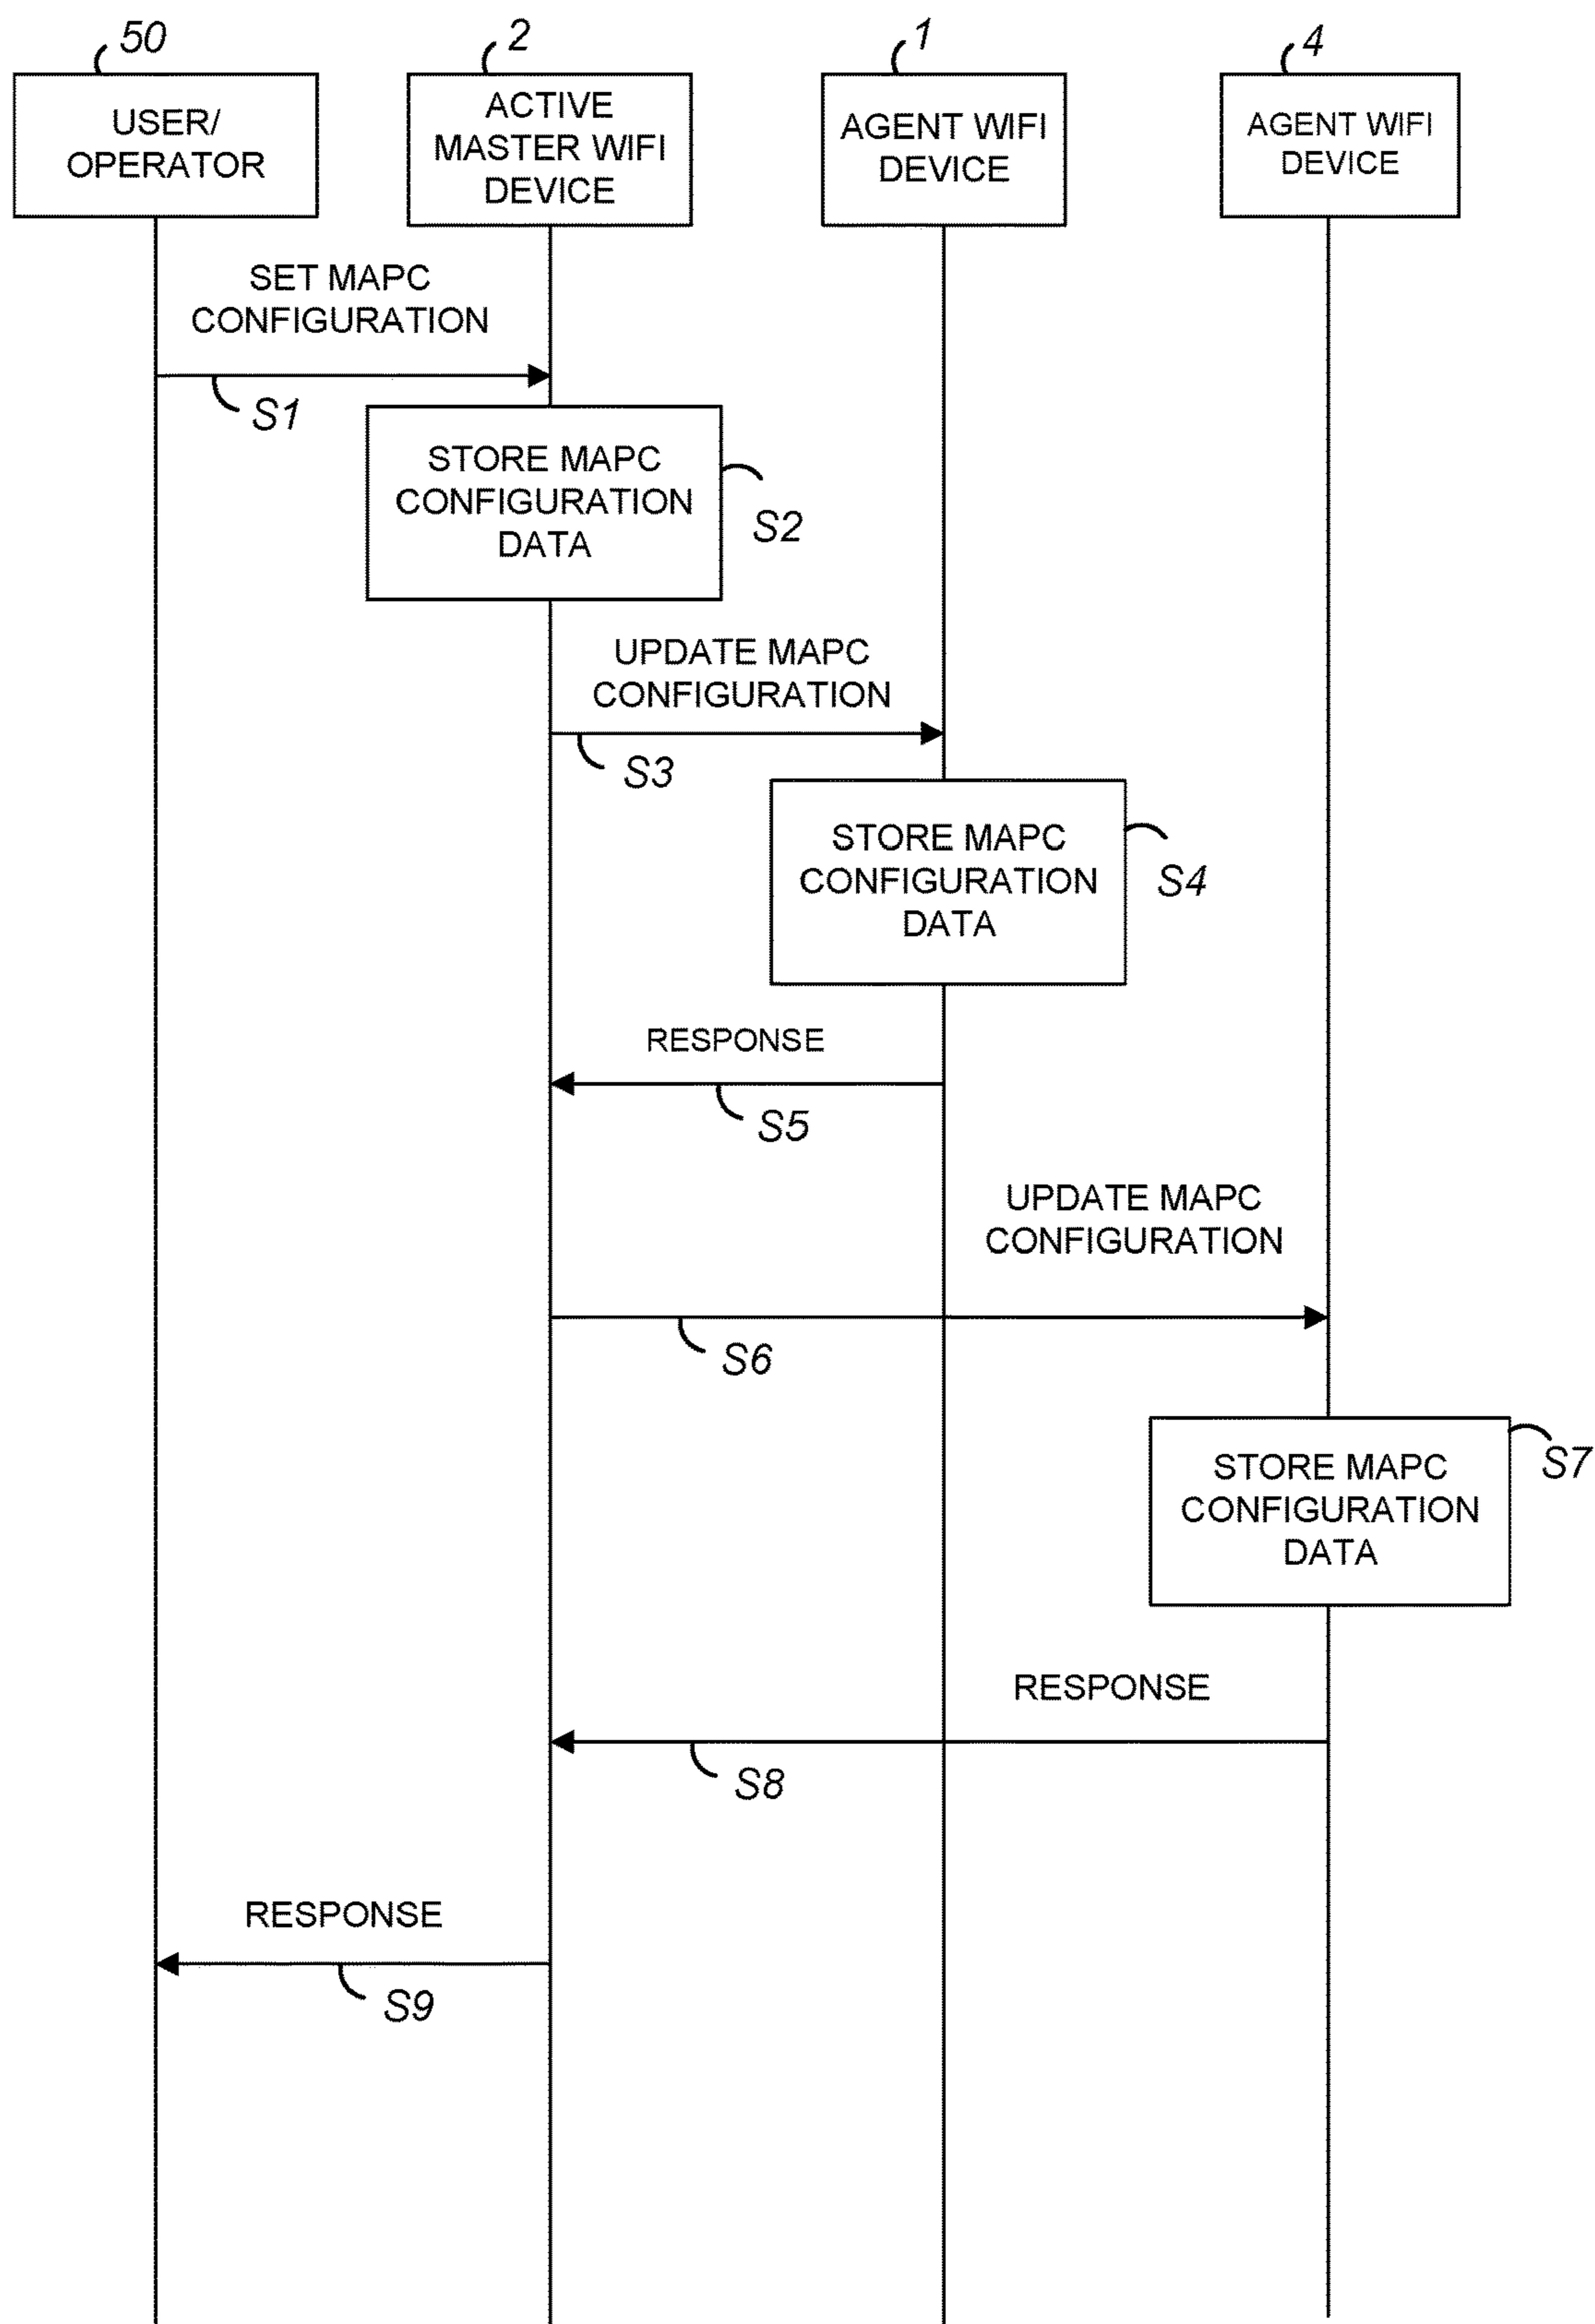 50
2
1
4
USER/
OPERATOR
ACTIVE
MASTER WIFI
DEVICE
AGENT WIFI
DEVICE
AGENT WIFI
DEVICE
SET MAPC
CONFIGURATION
S1
STORE MAPC
CONFIGURATION
DATA
S2
UPDATE MAPC
CONFIGURATION
S3
STORE MAPC
CONFIGURATION
DATA
S4
RESPONSE
S5
UPDATE MAPC
CONFIGURATION
S6
STORE MAPC
CONFIGURATION
DATA
S7
RESPONSE
S8
RESPONSE
S9